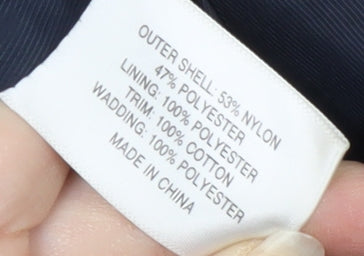 OUTER SHELL: 53% NYLON
47% POLYESTER
LINING: 100% POLYESTER
TRIM: 100% COTTON
WADDING: 100% POLYESTER
MADE IN CHINA